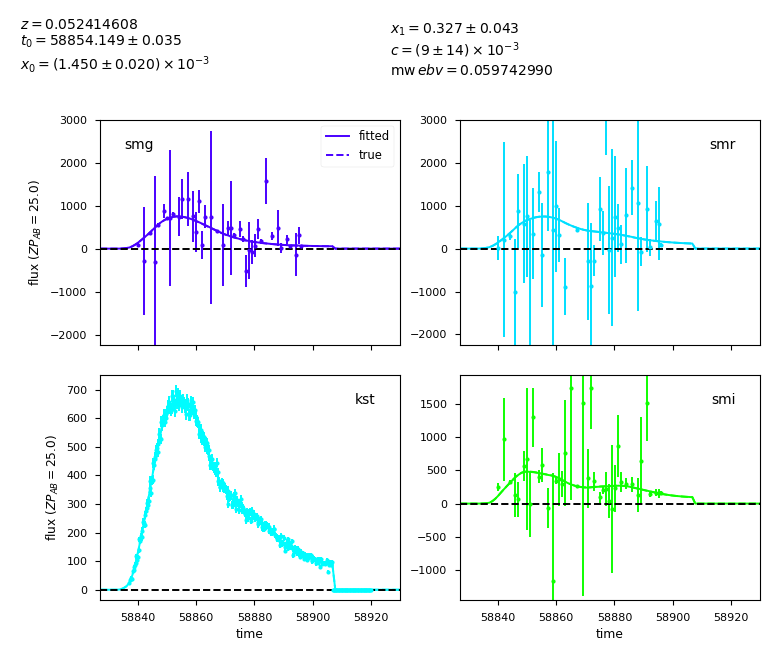 z = 0.052414608
t₀ = 58854.149 ± 0.035
x₀ = (1.450 ± 0.020) × 10⁻³
x₁ = 0.327 ± 0.043
c = (9 ± 14) × 10⁻³
mw ebv = 0.059742990
smg
fitted
true
3000
2000
1000
0
−1000
−2000
flux (ZP_AB = 25.0)
smr
3000
2000
1000
0
−1000
−2000
kst
700
600
500
400
300
200
100
0
flux (ZP_AB = 25.0)
58840 58860 58880 58900 58920
time
smi
1500
1000
500
0
−500
−1000
58840 58860 58880 58900 58920
time